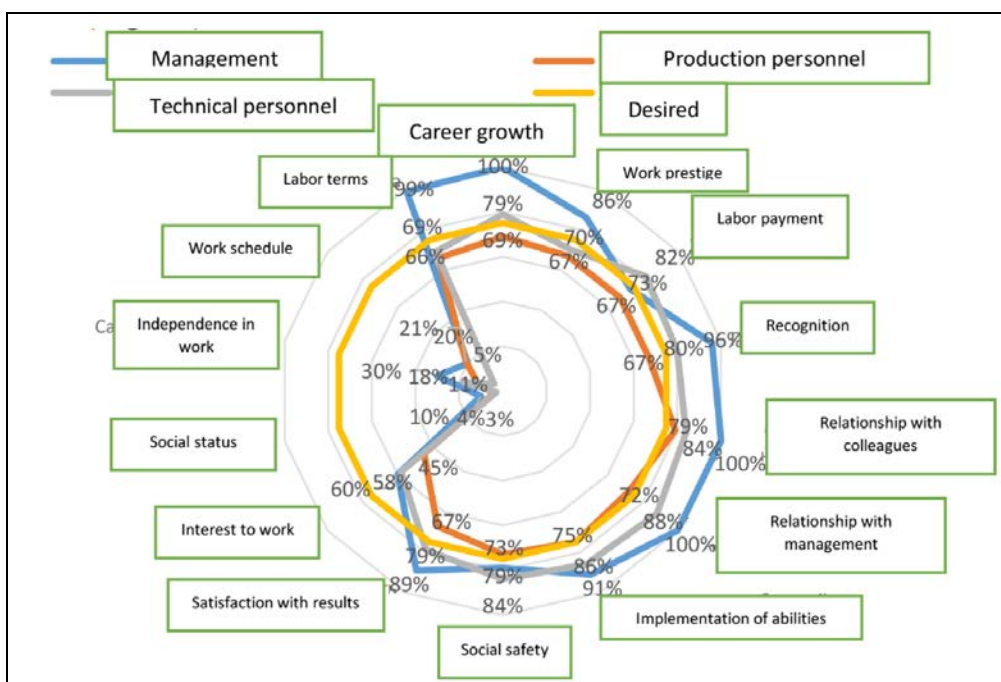 Management
Production personnel
Technical personnel
Desired
Career growth
100%
Labor terms
99%
Work prestige
86%
79%
Labor payment
69%
70%
82%
Work schedule
66%
69%
67%
73%
67%
Ca
Independence in work
21%
20%
5%
Recognition
96%
80%
67%
30%
18%
11%
Social status
10%
4%
3%
Relationship with colleagues
79%
84%
100%
45%
58%
60%
72%
88%
100%
Relationship with management
Interest to work
67%
79%
89%
73%
75%
86%
91%
79%
84%
Satisfaction with results
Implementation of abilities
Social safety